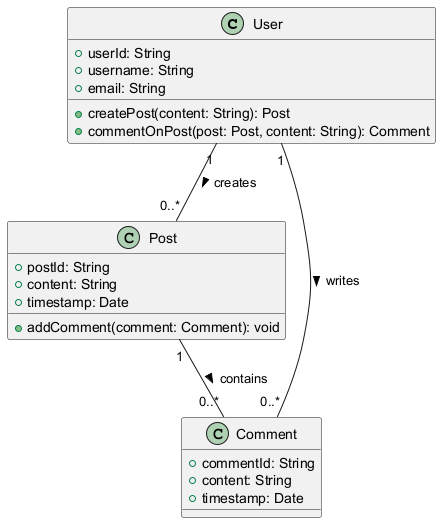 C User
userId: String
username: String
email: String
createPost(content: String): Post
commentOnPost(post: Post, content: String): Comment
1
1
creates
0..*
C Post
postId: String
content: String
timestamp: Date
addComment(comment: Comment): void
writes
1
contains
0..*
0..*
C Comment
commentId: String
content: String
timestamp: Date